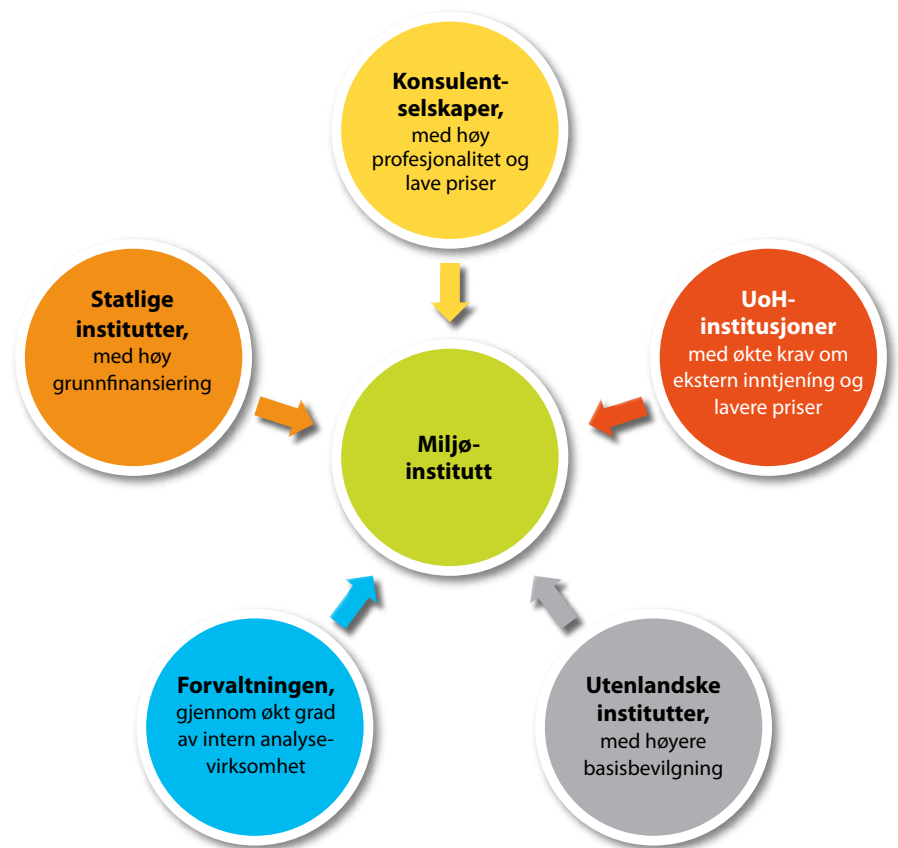 Konsulent-
selskaper,
med høy
profesjonalitet og
lave priser
Statlige
institutter,
med høy
grunnfinansiering
UoH-
institusjoner
med økte krav om
ekstern inntjeníng og
lavere priser
Miljø-
institutt
Forvaltningen,
gjennom økt grad
av intern analyse-
virksomhet
Utenlandske
institutter,
med høyere
basisbevilgning